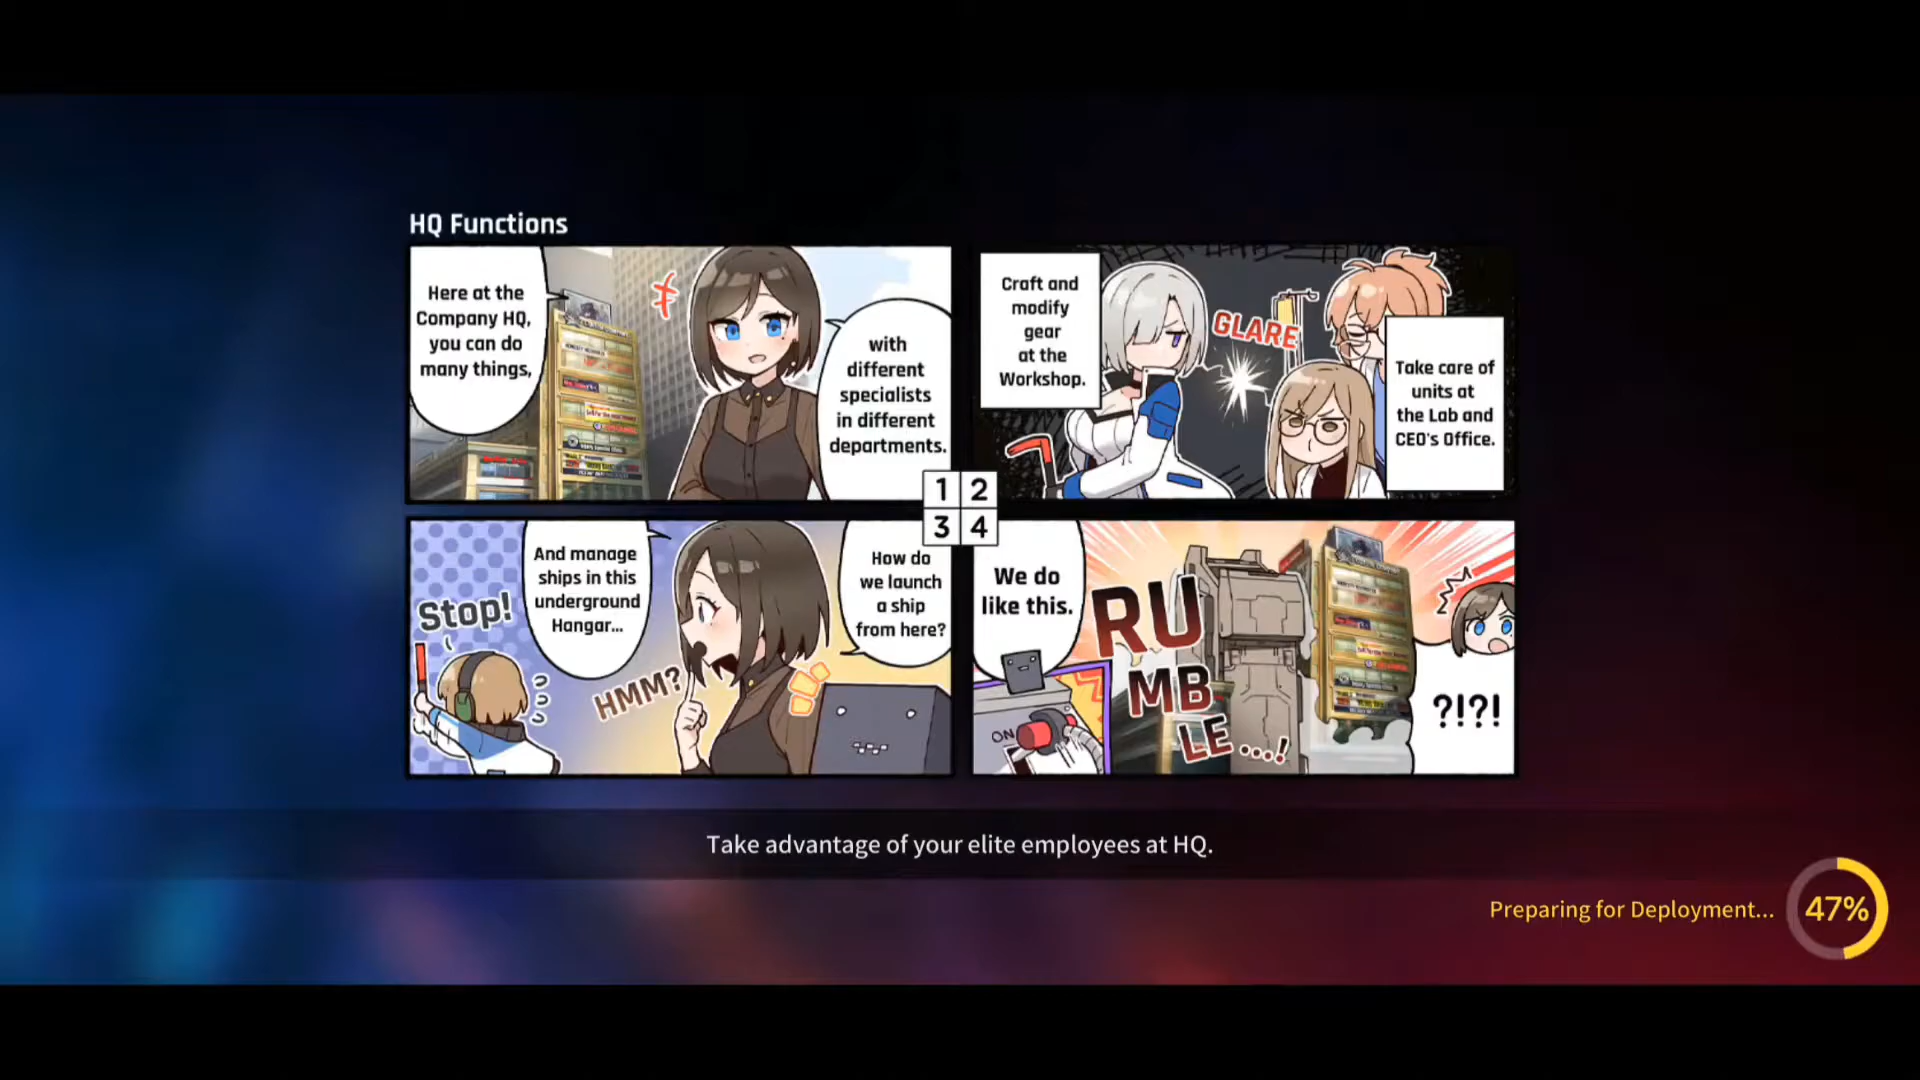 HQ Functions
Here at the
Company HQ,
you can do
many things,
with
different
specialists
in different
departments.
Craft and
modify
gear
at the
Workshop.
GLARE
Take care of
units at
the Lab and
CEO's Office.
1 2
3 4
Stop!
And manage
ships in this
underground
Hangar...
HMM?
How do
we launch
a ship
from here?
We do
like this.
ON
RU
MB
LE...!
?!?!
Take advantage of your elite employees at HQ.
Preparing for Deployment...
47%